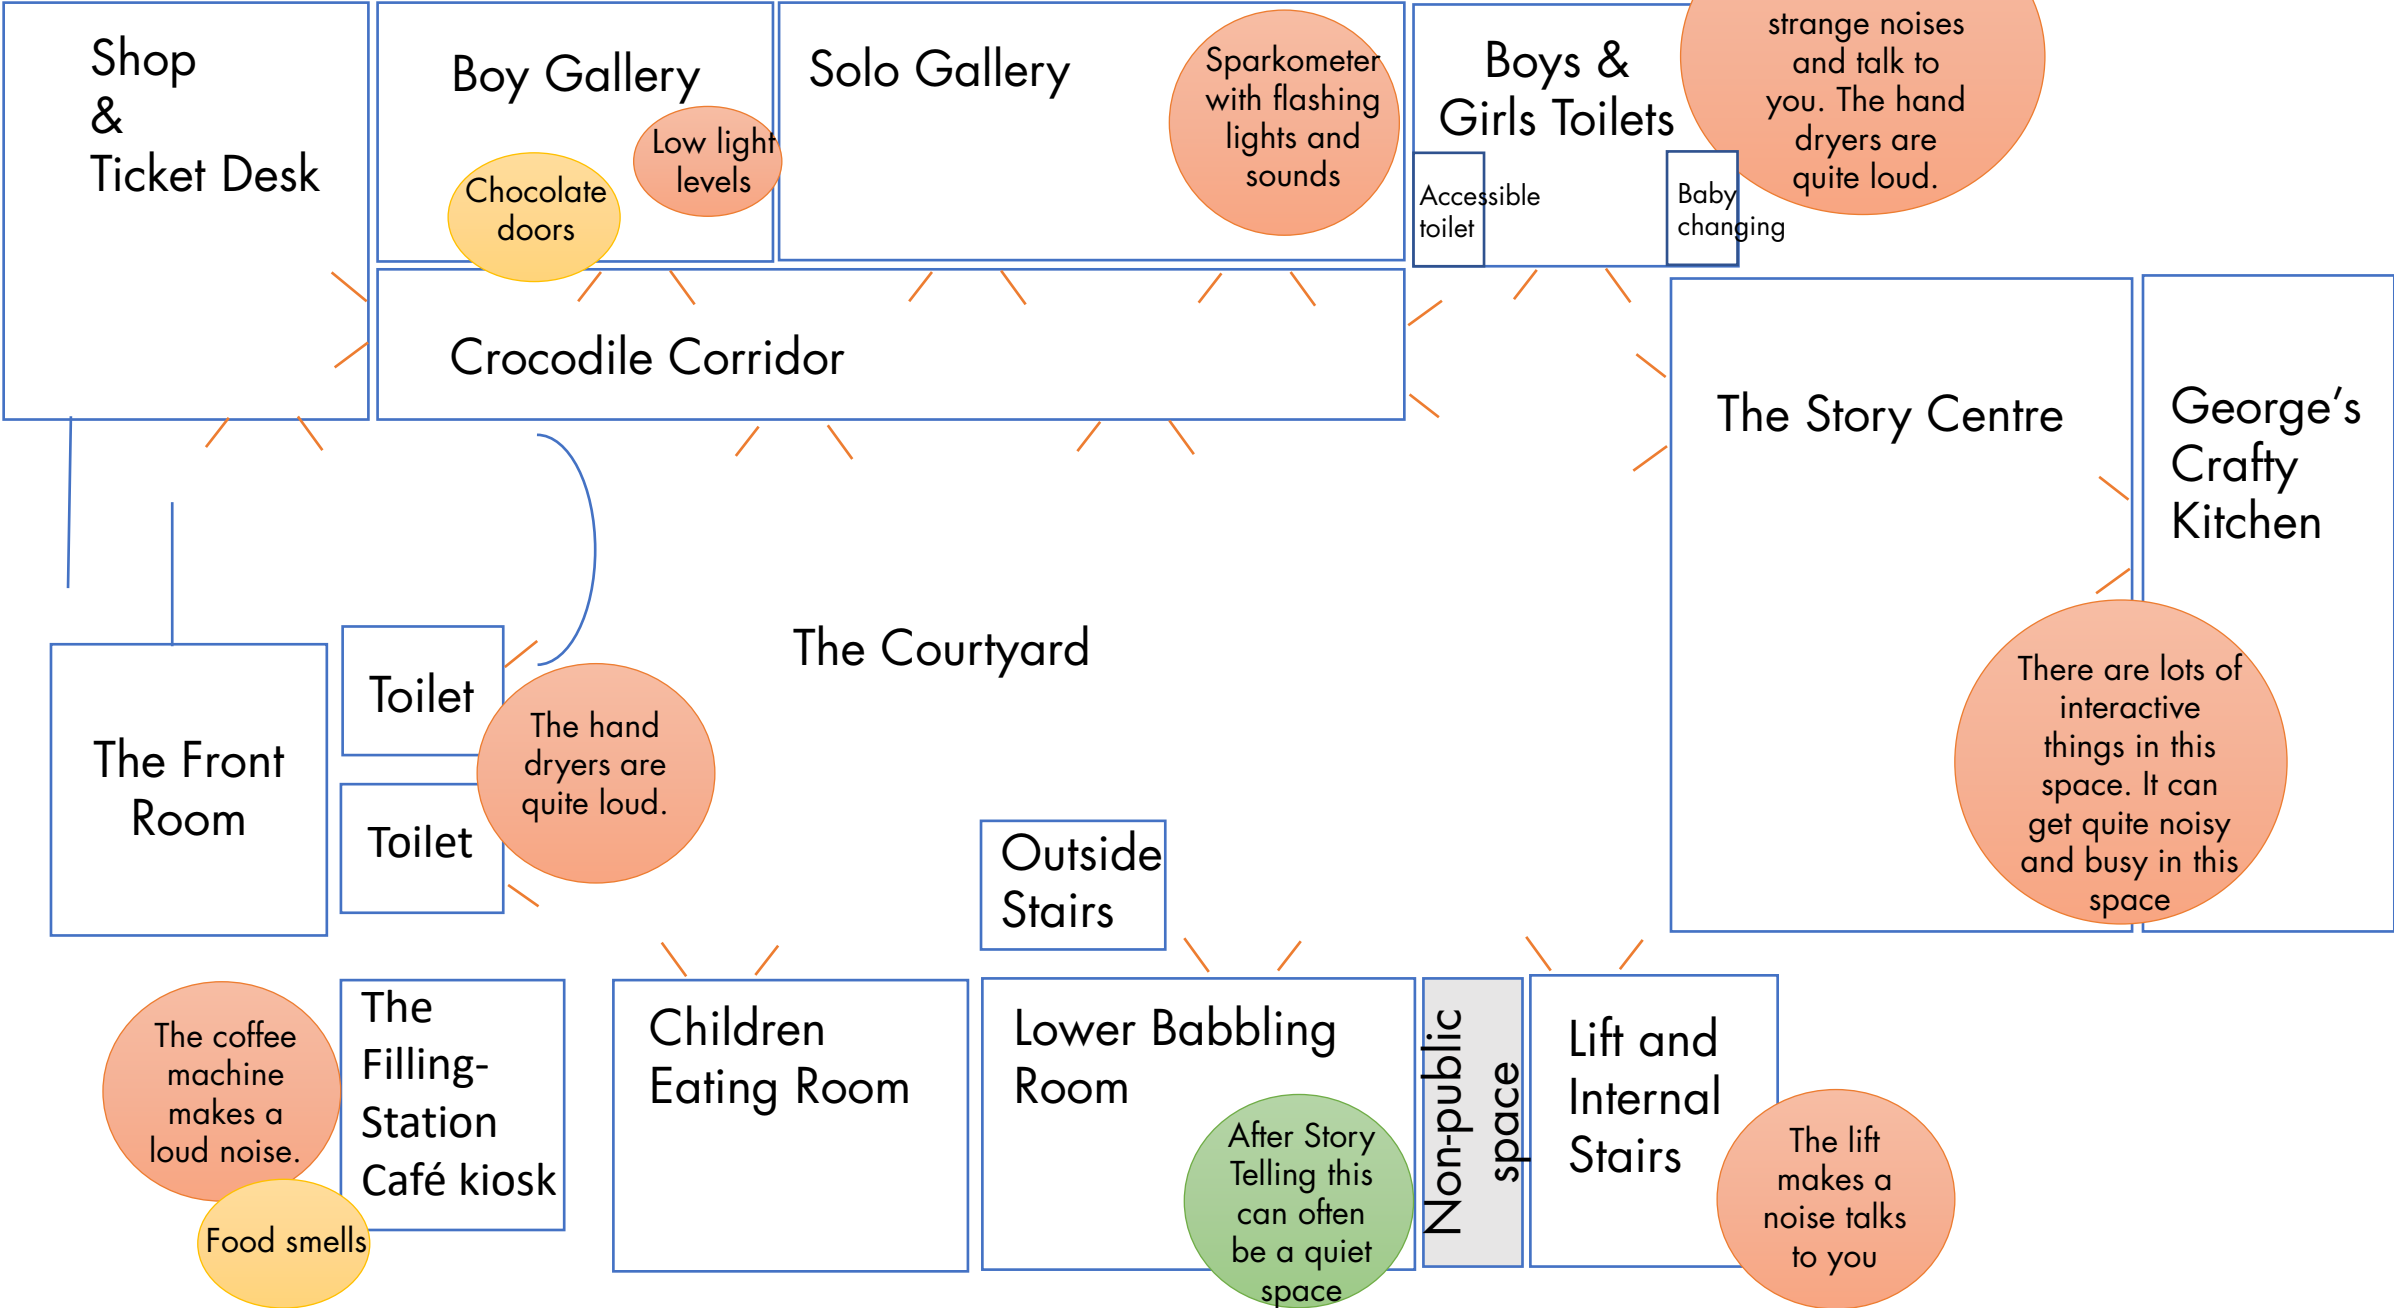 Shop
&
Ticket Desk
Boy Gallery
Low light
levels
Chocolate
doors
Solo Gallery
Sparkometer
with flashing
lights and
sounds
Boys &
Girls Toilets
Accessible
toilet
Baby
changing
strange noises
and talk to
you. The hand
dryers are
quite loud.
Crocodile Corridor
The Story Centre
George's
Crafty
Kitchen
There are lots of
interactive
things in this
space. It can
get quite noisy
and busy in this
space
The Courtyard
The Front
Room
Toilet
Toilet
The hand
dryers are
quite loud.
Outside
Stairs
The coffee
machine
makes a
loud noise.
Food smells
The
Filling-
Station
Café kiosk
Children
Eating Room
Lower Babbling
Room
After Story
Telling this
can often
be a quiet
space
Non-public
space
Lift and
Internal
Stairs
The lift
makes a
noise talks
to you